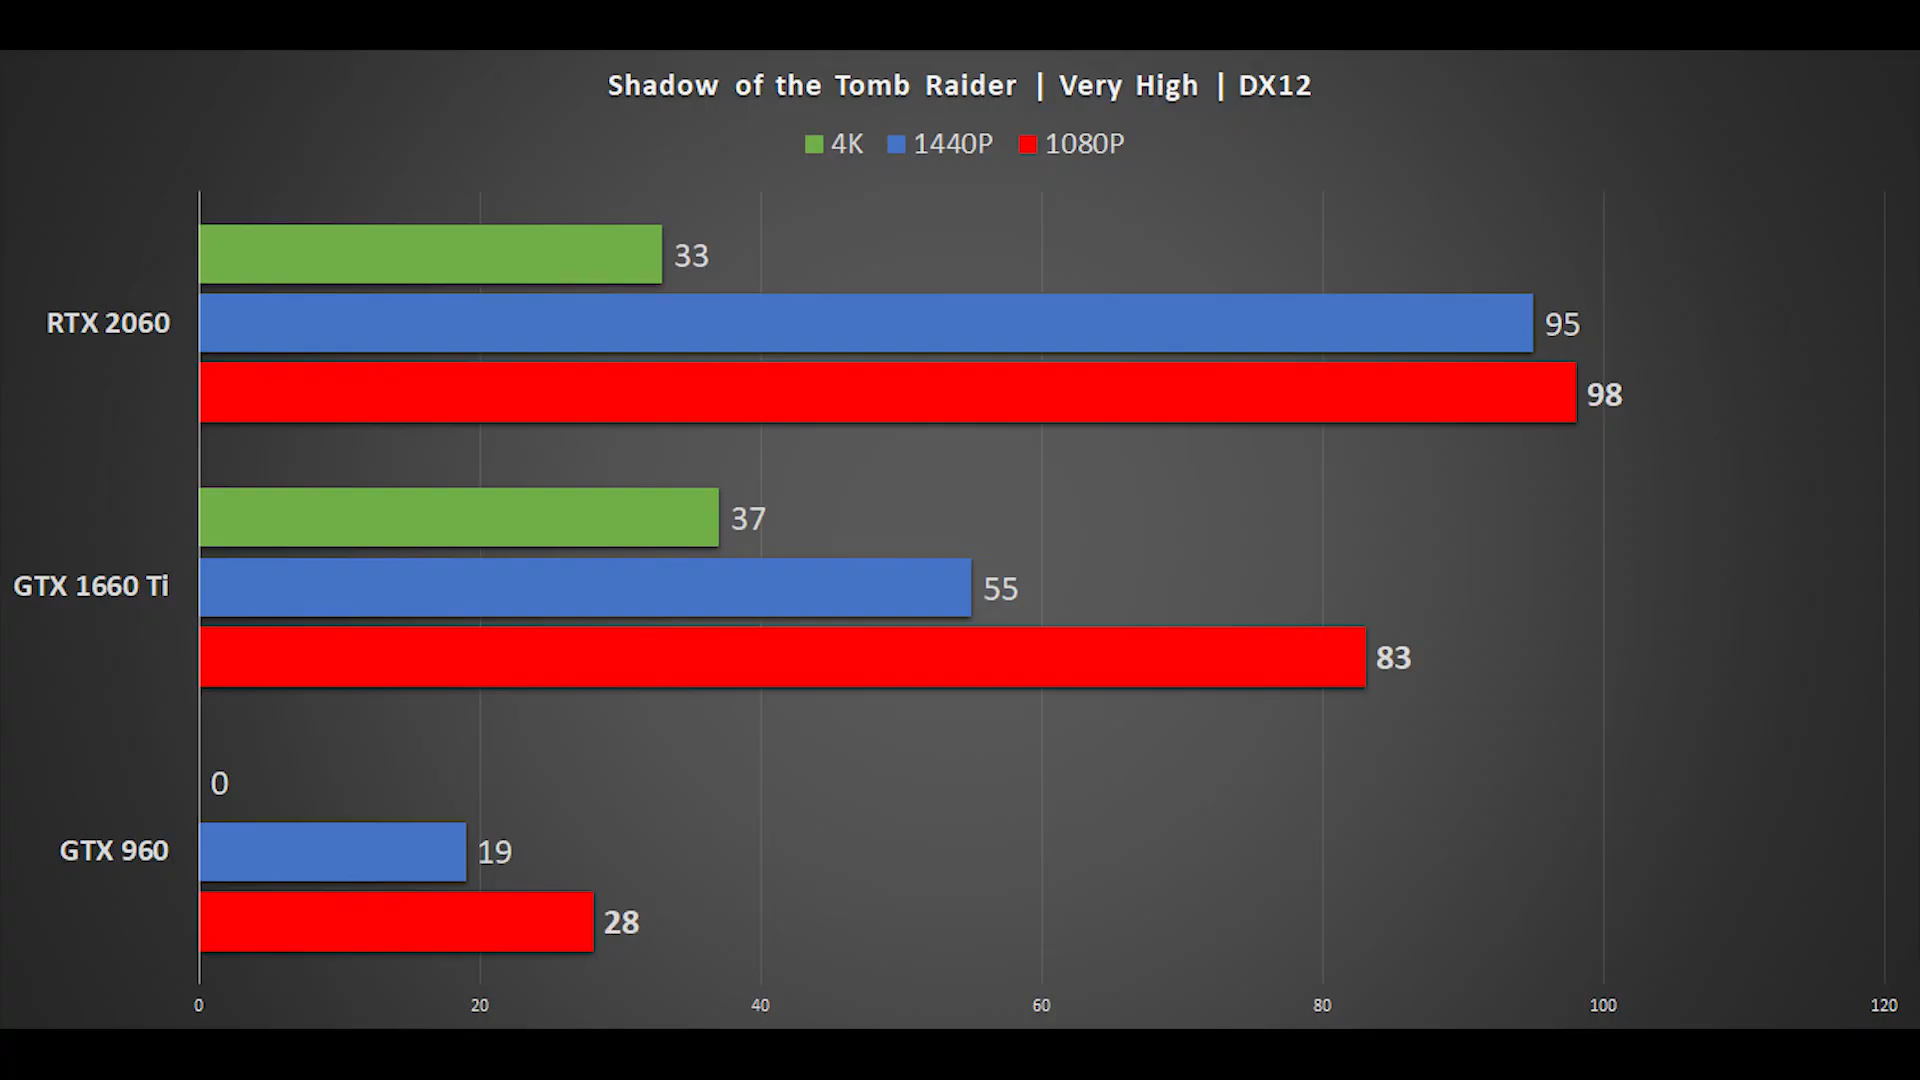 Shadow of the Tomb Raider | Very High | DX12
4K 1440P 1080P
33
RTX 2060 95
98
37
GTX 1660 Ti 55
83
0
GTX 960 19
28
0 20 40 60 80 100 120